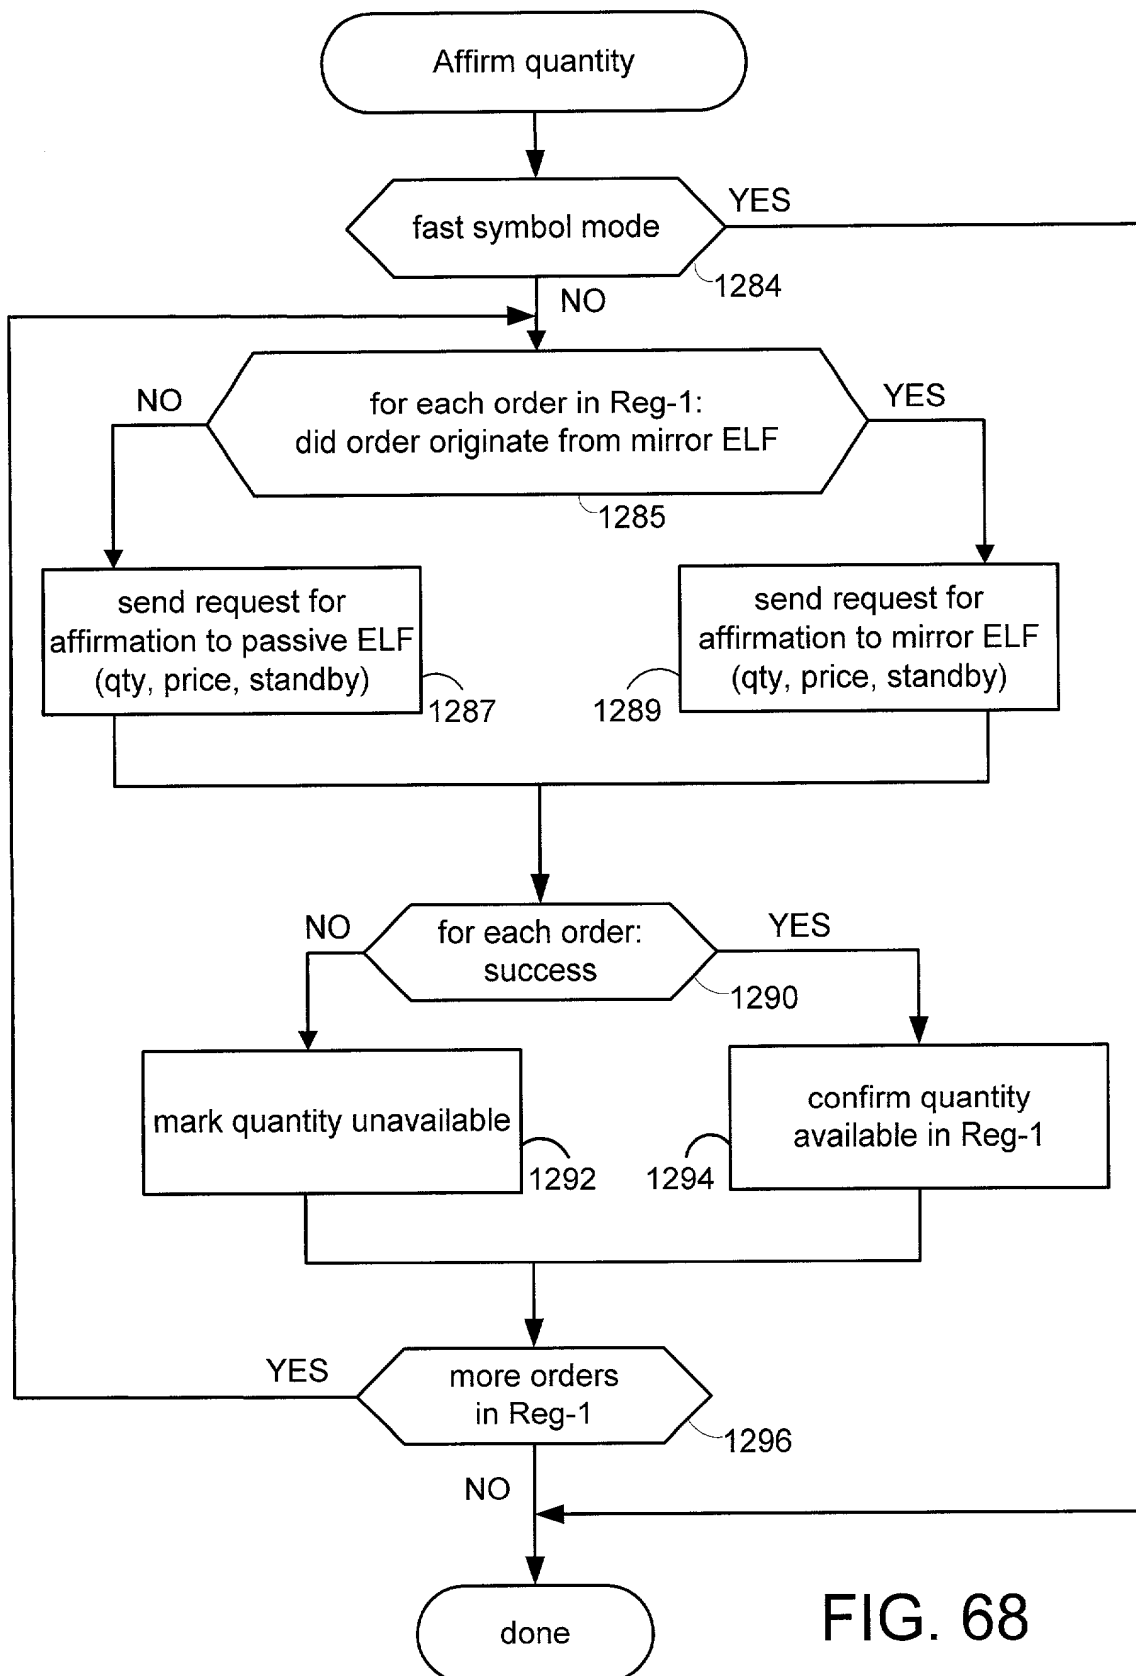 Affirm quantity
fast symbol mode
YES
1284
NO
NO
for each order in Reg-1:
did order originate from mirror ELF
YES
1285
send request for
affirmation to passive ELF
(qty, price, standby)
1287
send request for
affirmation to mirror ELF
(qty, price, standby)
1289
NO
for each order:
success
YES
1290
mark quantity unavailable
1292
confirm quantity
available in Reg-1
1294
YES
more orders
in Reg-1
1296
NO
done
FIG. 68